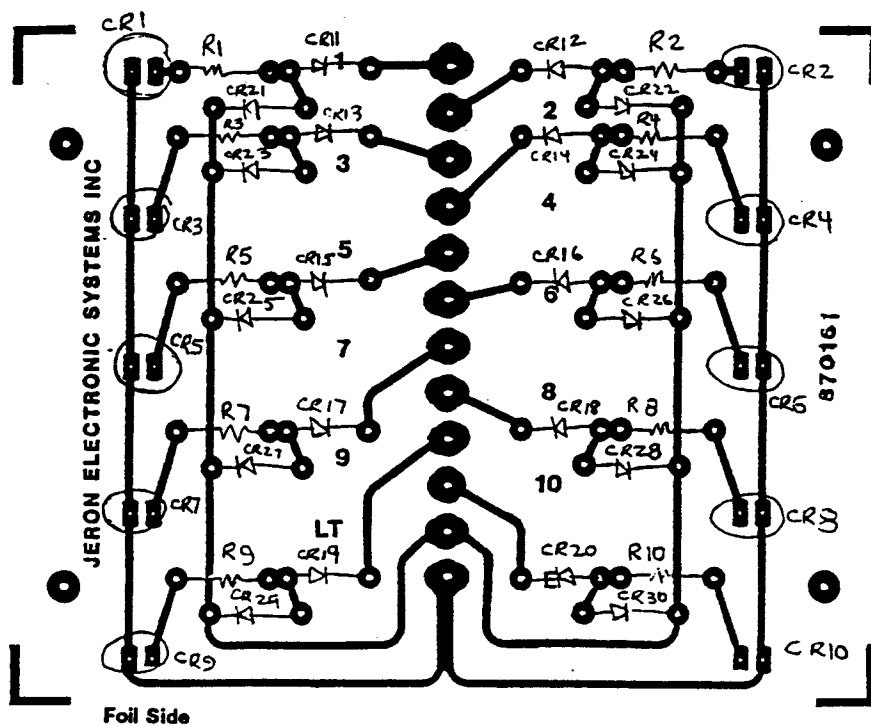 CR1
R1 CR11 1 CR12 R2
CR2
CR21 CR22
R3 CR13 2 R4
CR23 3 CR14 CR24
CR3 4 CR4
R5 CR15 5 CR16 R6
CR25 6 CR26
CR5 7
CR6
8
R7 CR17 CR18 R8
CR27 9 CR28
10
CR7 CR8
LT
R9 CR19 CR20 R10
CR29 CR30
CR9 CR10
JERON ELECTRONIC SYSTEMS INC
870161
Foil Side